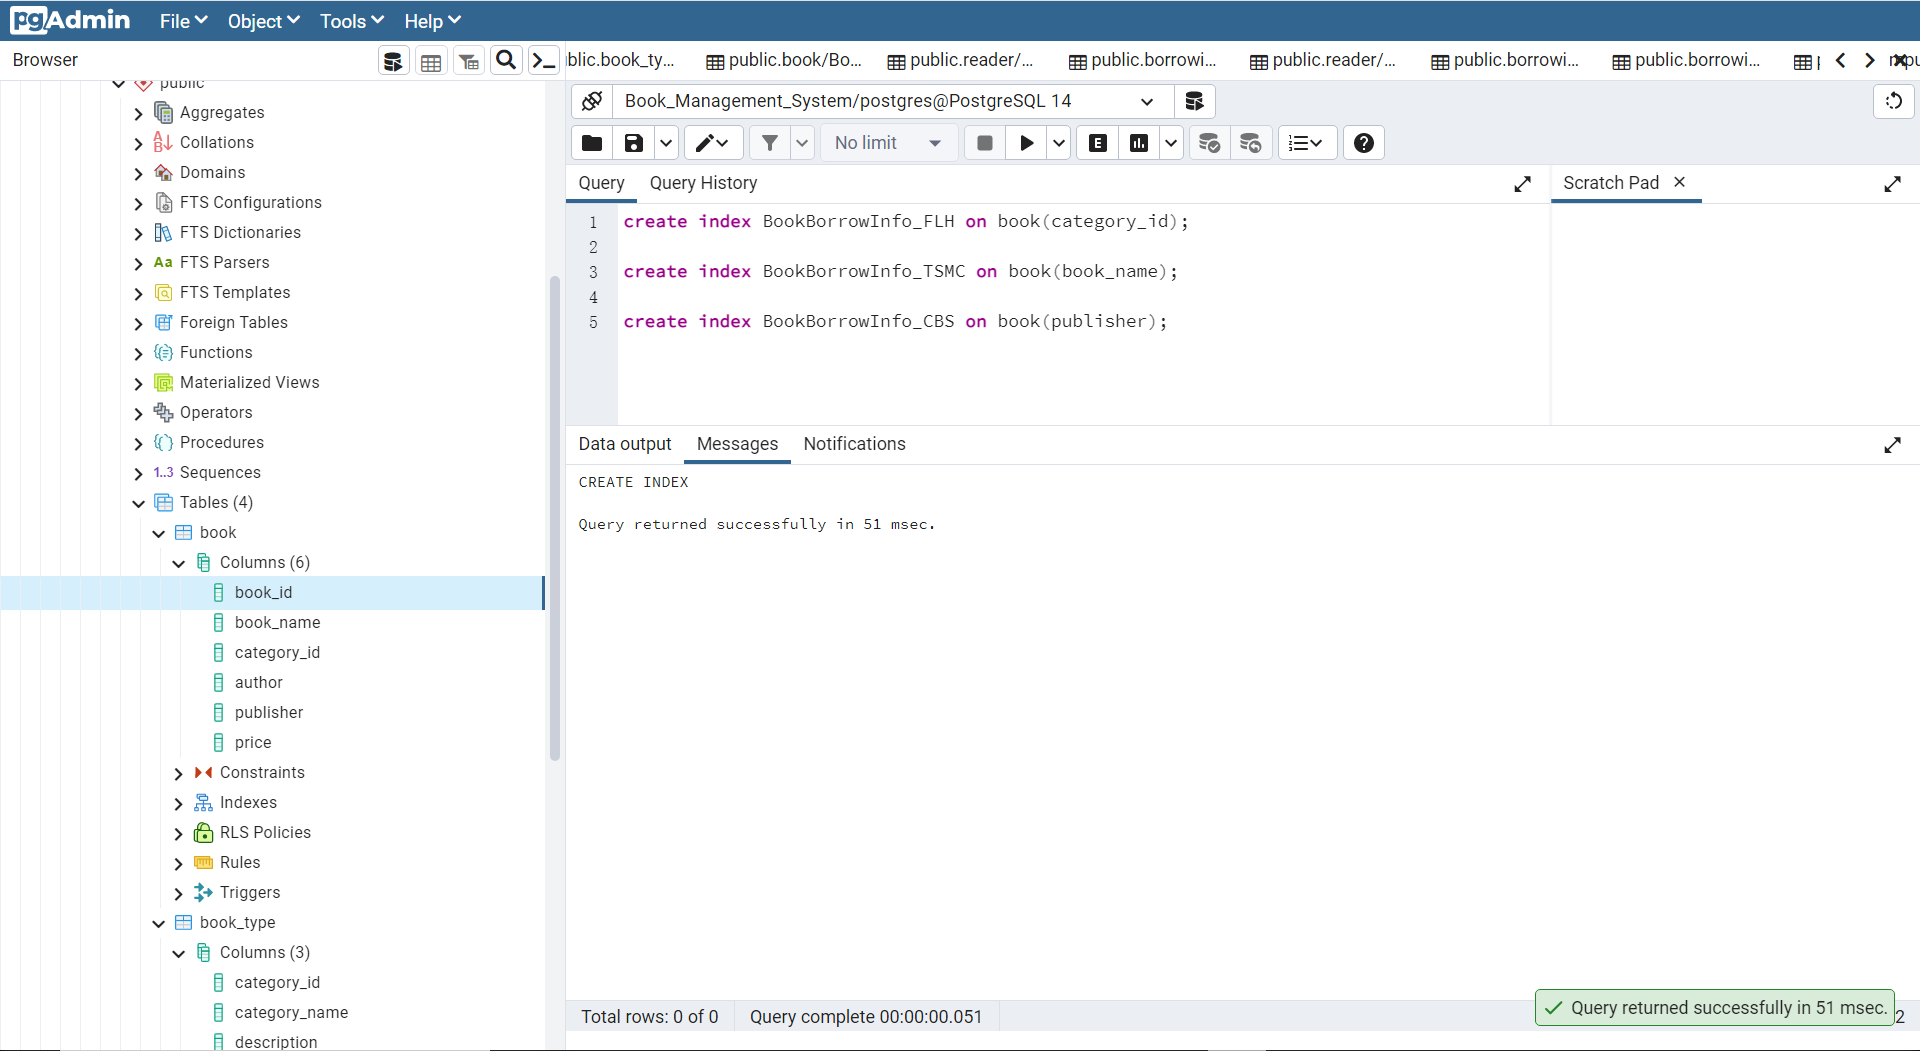 pgAdmin File Object Tools Help
Browser
blic.book_ty... public.book/Bo... public.reader/... public.borrowi... public.reader/... public.borrowi... public.borrowi...
public
Aggregates
Collations
Domains
FTS Configurations
FTS Dictionaries
Aa FTS Parsers
FTS Templates
Foreign Tables
Functions
Materialized Views
Operators
Procedures
1..3 Sequences
Tables (4)
book
Columns (6)
book_id
book_name
category_id
author
publisher
price
Constraints
Indexes
RLS Policies
Rules
Triggers
book_type
Columns (3)
category_id
category_name
description
Book_Management_System/postgres@PostgreSQL 14
No limit E
Query Query History Scratch Pad
1 create index BookBorrowInfo_FLH on book(category_id);
2
3 create index BookBorrowInfo_TSMC on book(book_name);
4
5 create index BookBorrowInfo_CBS on book(publisher);
Data output Messages Notifications
CREATE INDEX
Query returned successfully in 51 msec.
Total rows: 0 of 0 Query complete 00:00:00.051
Query returned successfully in 51 msec.
2